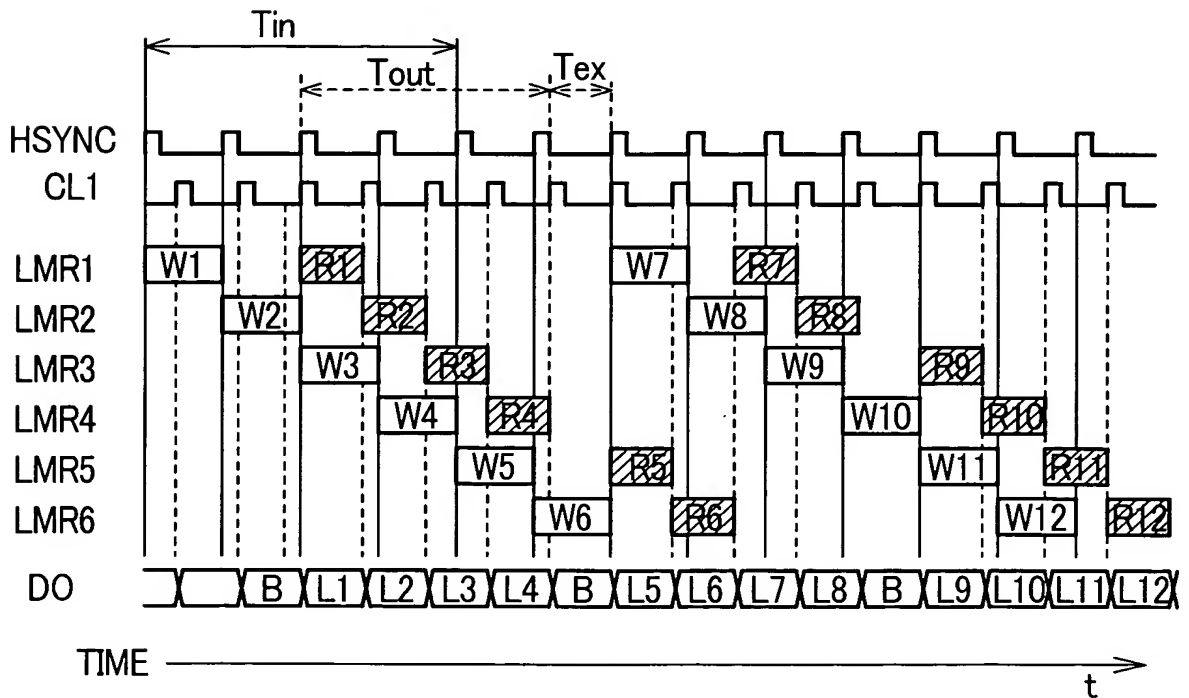 Tin
Tout
Tex
HSYNC
CL1
LMR1 W1 R1 W7 R7
LMR2 W2 R2 W8 R8
LMR3 W3 R3 W9 R9
LMR4 W4 R4 W10 R10
LMR5 W5 R5 W11 R11
LMR6 W6 R6 W12 R12
DO B L1 L2 L3 L4 B L5 L6 L7 L8 B L9 L10 L11 L12
TIME
t